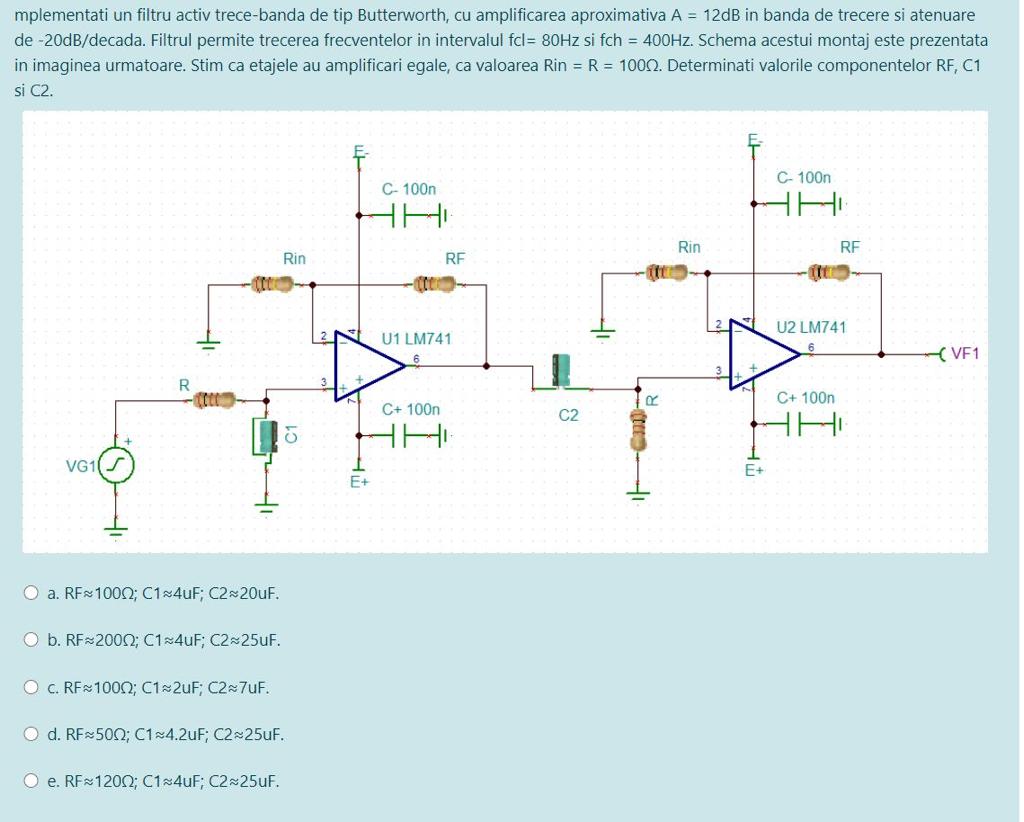 mplementati un filtru activ trece-banda de tip Butterworth, cu amplificarea aproximativa A = 12dB in banda de trecere si atenuare
de -20dB/decada. Filtrul permite trecerea frecventelor in intervalul fcl= 80Hz si fch = 400Hz. Schema acestui montaj este prezentata
in imaginea urmatoare. Stim ca etajele au amplificari egale, ca valoarea Rin = R = 100Ω. Determinati valorile componentelor RF, C1
si C2.
E-
C- 100n
Rin
RF
2
4
U1 LM741
6
3
7
C+ 100n
E+
R
C1
VG1
+
C2
E-
C- 100n
Rin
RF
2
4
U2 LM741
6
VF1
3
7
C+ 100n
E+
R
a. RF≈100Ω; C1≈4uF; C2≈20uF.
b. RF≈200Ω; C1≈4uF; C2≈25uF.
c. RF≈100Ω; C1≈2uF; C2≈7uF.
d. RF≈50Ω; C1≈4.2uF; C2≈25uF.
e. RF≈120Ω; C1≈4uF; C2≈25uF.